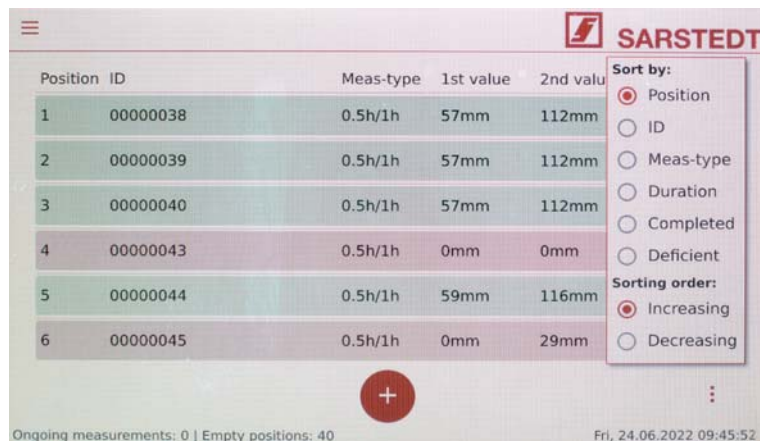 SARSTEDT
Position ID Meas-type 1st value 2nd valu
1 00000038 0.5h/1h 57mm 112mm
2 00000039 0.5h/1h 57mm 112mm
3 00000040 0.5h/1h 57mm 112mm
4 00000043 0.5h/1h 0mm 0mm
5 00000044 0.5h/1h 59mm 116mm
6 00000045 0.5h/1h 0mm 29mm
Sort by:
Position
ID
Meas-type
Duration
Completed
Deficient
Sorting order:
Increasing
Decreasing
Ongoing measurements: 0 | Empty positions: 40
Fri, 24.06.2022 09:45:52